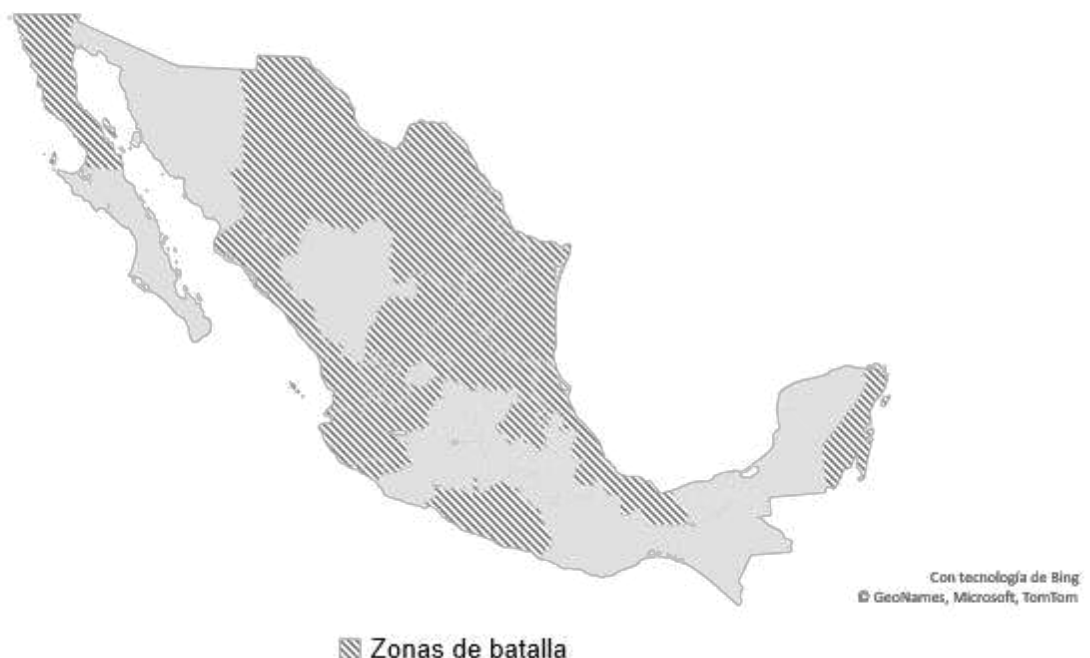 Con tecnología de Bing
© GeoNames, Microsoft, TomTom
Zonas de batalla